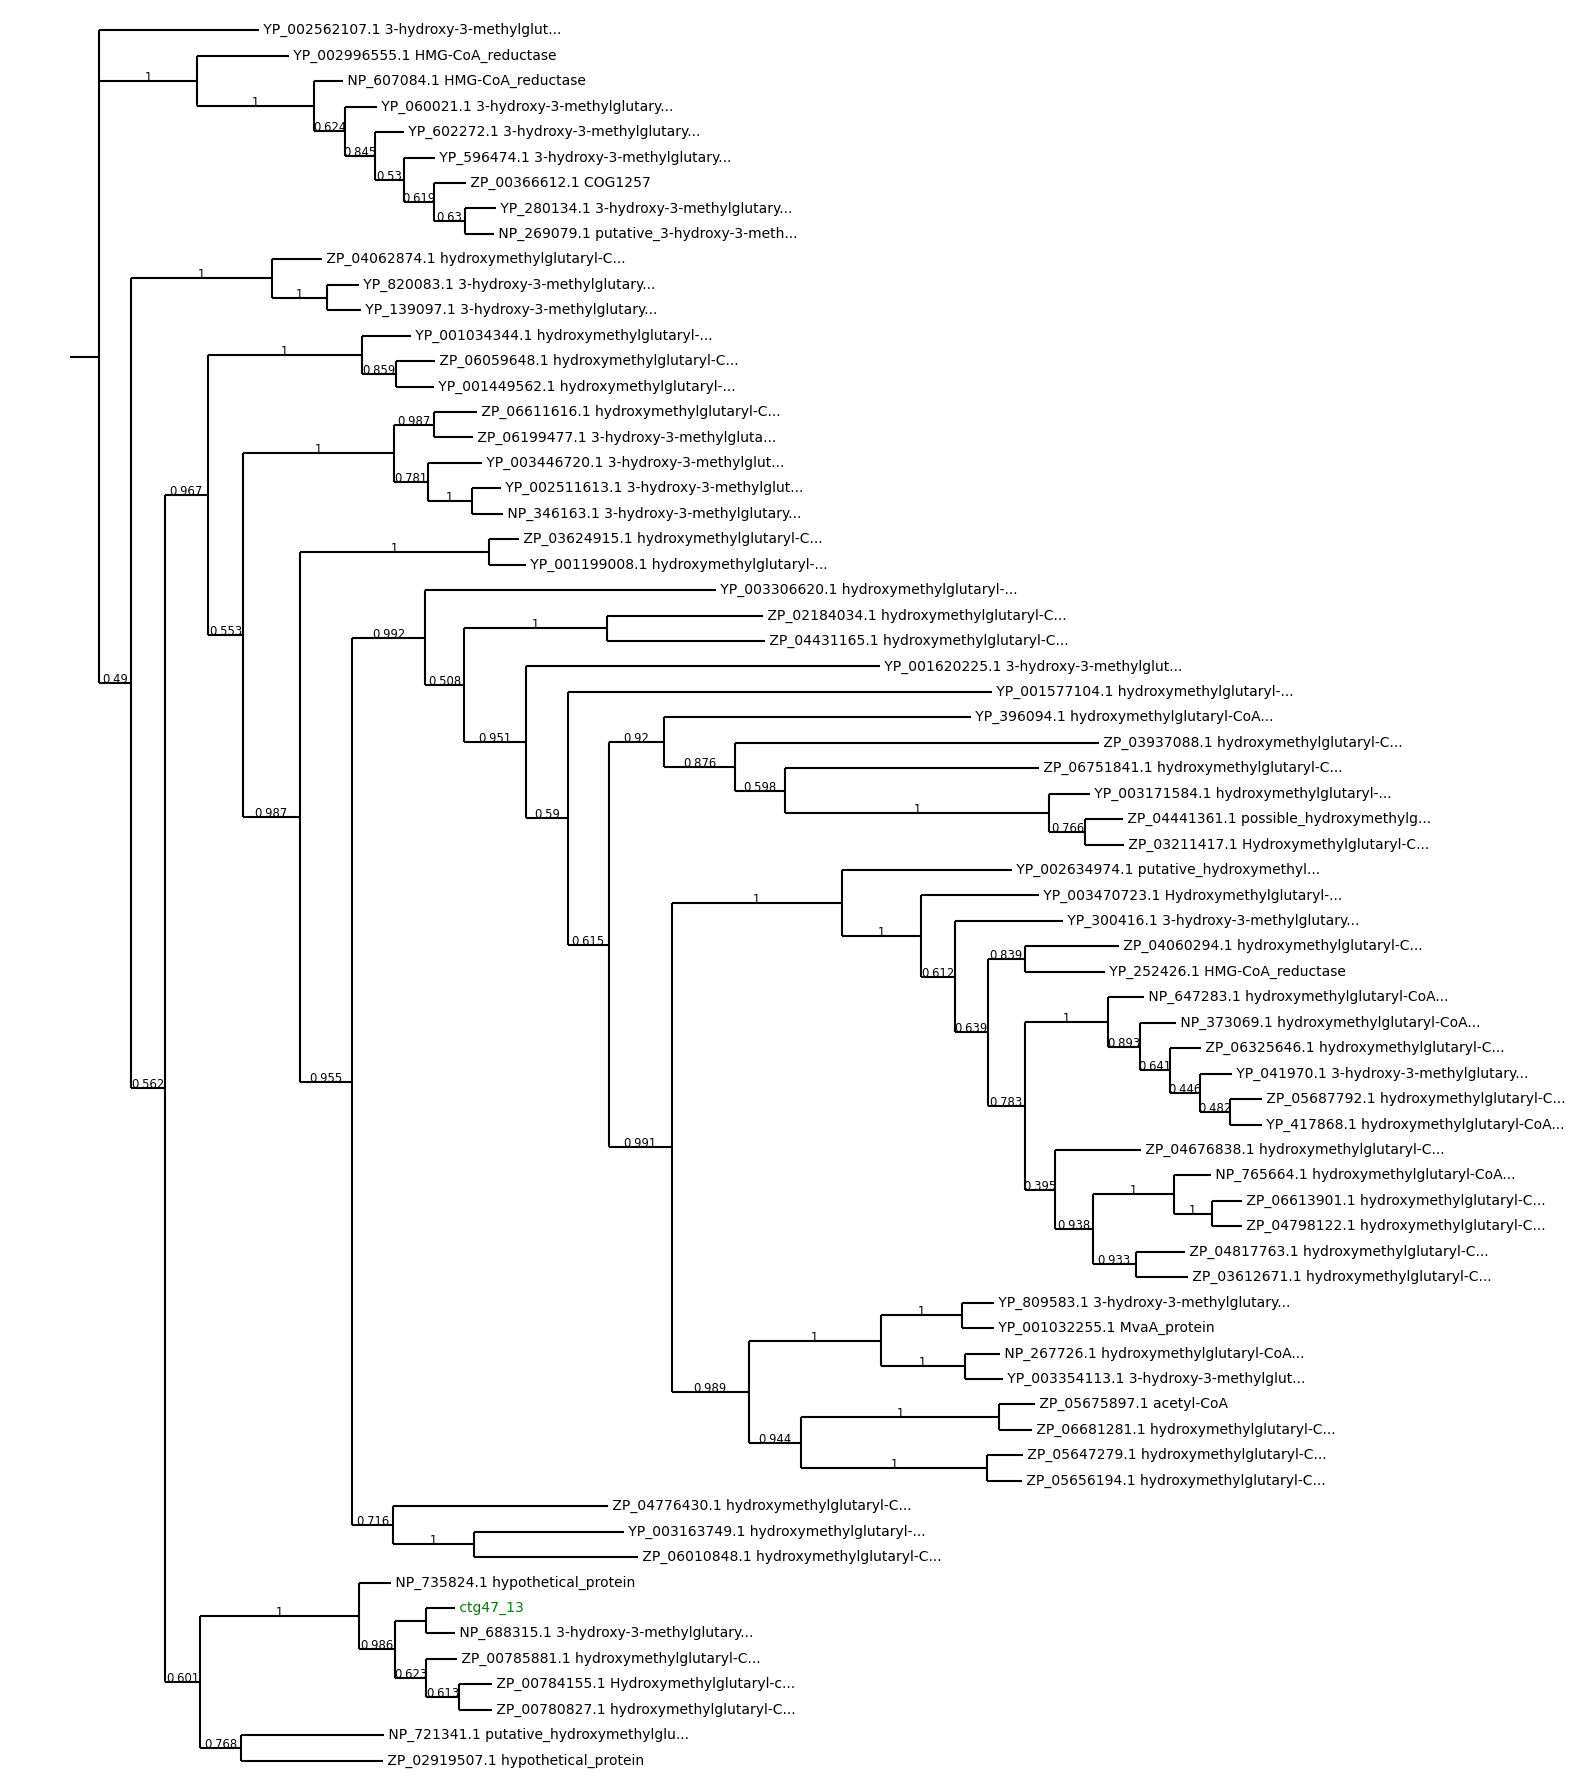 YP_002562107.1 3-hydroxy-3-methylglut...
YP_002996555.1 HMG-CoA_reductase
1
NP_607084.1 HMG-CoA_reductase
1
YP_060021.1 3-hydroxy-3-methylglutary...
0.624
YP_602272.1 3-hydroxy-3-methylglutary...
0.845
YP_596474.1 3-hydroxy-3-methylglutary...
0.53
ZP_00366612.1 COG1257
0.619
YP_280134.1 3-hydroxy-3-methylglutary...
0.63
NP_269079.1 putative_3-hydroxy-3-meth...
ZP_04062874.1 hydroxymethylglutaryl-C...
1
YP_820083.1 3-hydroxy-3-methylglutary...
1
YP_139097.1 3-hydroxy-3-methylglutary...
YP_001034344.1 hydroxymethylglutaryl-...
1
ZP_06059648.1 hydroxymethylglutaryl-C...
0.859
YP_001449562.1 hydroxymethylglutaryl-...
ZP_06611616.1 hydroxymethylglutaryl-C...
0.987
ZP_06199477.1 3-hydroxy-3-methylgluta...
1
YP_003446720.1 3-hydroxy-3-methylglut...
0.781
YP_002511613.1 3-hydroxy-3-methylglut...
0.967
1
NP_346163.1 3-hydroxy-3-methylglutary...
ZP_03624915.1 hydroxymethylglutaryl-C...
1
YP_001199008.1 hydroxymethylglutaryl-...
YP_003306620.1 hydroxymethylglutaryl-...
ZP_02184034.1 hydroxymethylglutaryl-C...
1
0.553
0.992
ZP_04431165.1 hydroxymethylglutaryl-C...
YP_001620225.1 3-hydroxy-3-methylglut...
0.49
0.508
YP_001577104.1 hydroxymethylglutaryl-...
YP_396094.1 hydroxymethylglutaryl-CoA...
0.951
0.92
ZP_03937088.1 hydroxymethylglutaryl-C...
0.876
ZP_06751841.1 hydroxymethylglutaryl-C...
0.598
YP_003171584.1 hydroxymethylglutaryl-...
1
0.987
0.59
ZP_04441361.1 possible_hydroxymethylg...
0.766
ZP_03211417.1 Hydroxymethylglutaryl-C...
YP_002634974.1 putative_hydroxymethyl...
YP_003470723.1 Hydroxymethylglutaryl-...
1
YP_300416.1 3-hydroxy-3-methylglutary...
1
0.615
ZP_04060294.1 hydroxymethylglutaryl-C...
0.839
YP_252426.1 HMG-CoA_reductase
0.612
NP_647283.1 hydroxymethylglutaryl-CoA...
1
NP_373069.1 hydroxymethylglutaryl-CoA...
0.639
0.893
ZP_06325646.1 hydroxymethylglutaryl-C...
0.641
YP_041970.1 3-hydroxy-3-methylglutary...
0.562
0.955
0.446
ZP_05687792.1 hydroxymethylglutaryl-C...
0.783
0.482
YP_417868.1 hydroxymethylglutaryl-CoA...
0.991
ZP_04676838.1 hydroxymethylglutaryl-C...
NP_765664.1 hydroxymethylglutaryl-CoA...
0.395
1
ZP_06613901.1 hydroxymethylglutaryl-C...
1
ZP_04798122.1 hydroxymethylglutaryl-C...
0.938
ZP_04817763.1 hydroxymethylglutaryl-C...
0.933
ZP_03612671.1 hydroxymethylglutaryl-C...
YP_809583.1 3-hydroxy-3-methylglutary...
1
YP_001032255.1 MvaA_protein
1
NP_267726.1 hydroxymethylglutaryl-CoA...
1
YP_003354113.1 3-hydroxy-3-methylglut...
0.989
ZP_05675897.1 acetyl-CoA
1
ZP_06681281.1 hydroxymethylglutaryl-C...
0.944
ZP_05647279.1 hydroxymethylglutaryl-C...
1
ZP_05656194.1 hydroxymethylglutaryl-C...
ZP_04776430.1 hydroxymethylglutaryl-C...
0.716
YP_003163749.1 hydroxymethylglutaryl-...
1
ZP_06010848.1 hydroxymethylglutaryl-C...
NP_735824.1 hypothetical_protein
ctg47_13
1
NP_688315.1 3-hydroxy-3-methylglutary...
0.986
ZP_00785881.1 hydroxymethylglutaryl-C...
0.601
0.623
ZP_00784155.1 Hydroxymethylglutaryl-c...
0.613
ZP_00780827.1 hydroxymethylglutaryl-C...
NP_721341.1 putative_hydroxymethylglu...
0.768
ZP_02919507.1 hypothetical_protein